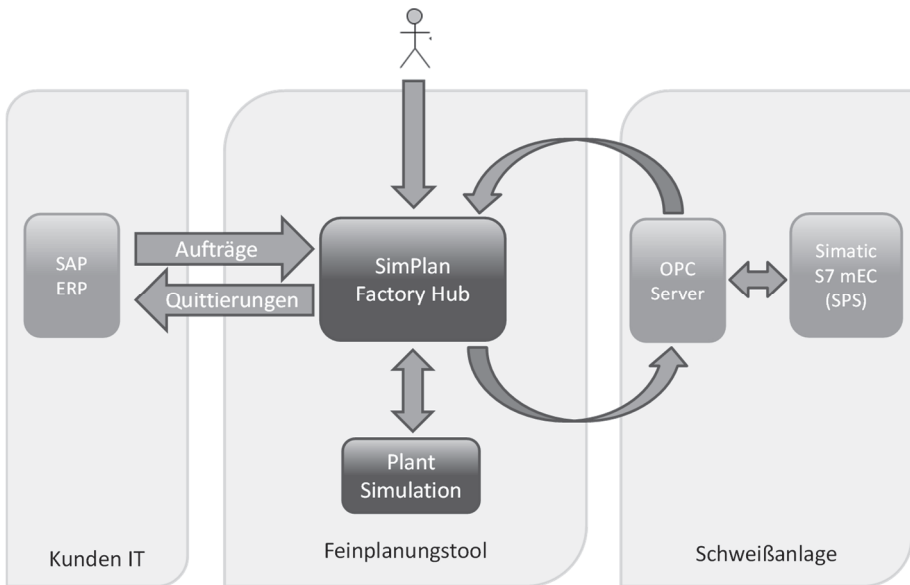 SAP
ERP
Aufträge
Quittierungen
SimPlan
Factory Hub
Plant
Simulation
OPC
Server
Simatic
S7 mEC
(SPS)
Kunden IT
Feinplanungstool
Schweißanlage